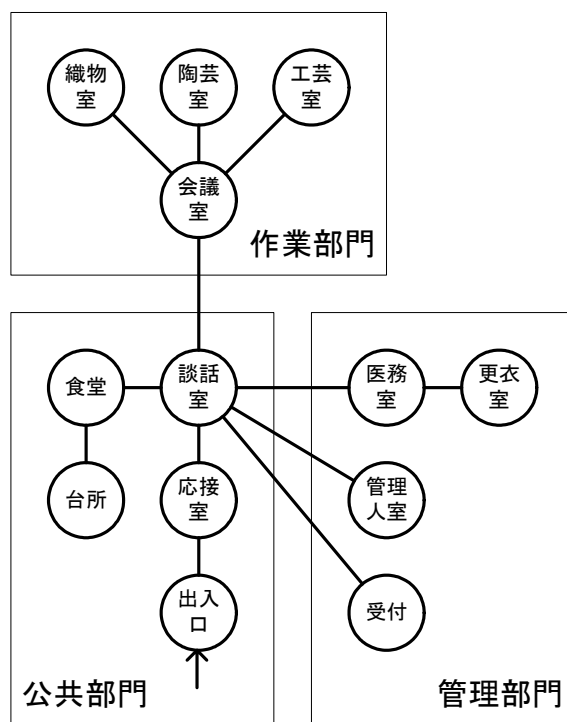 織物
室
陶芸
室
工芸
室
会議
室
作業部門
食堂
談話
室
医務
室
更衣
室
台所
応接
室
管理
人室
出入
口
受付
公共部門
管理部門